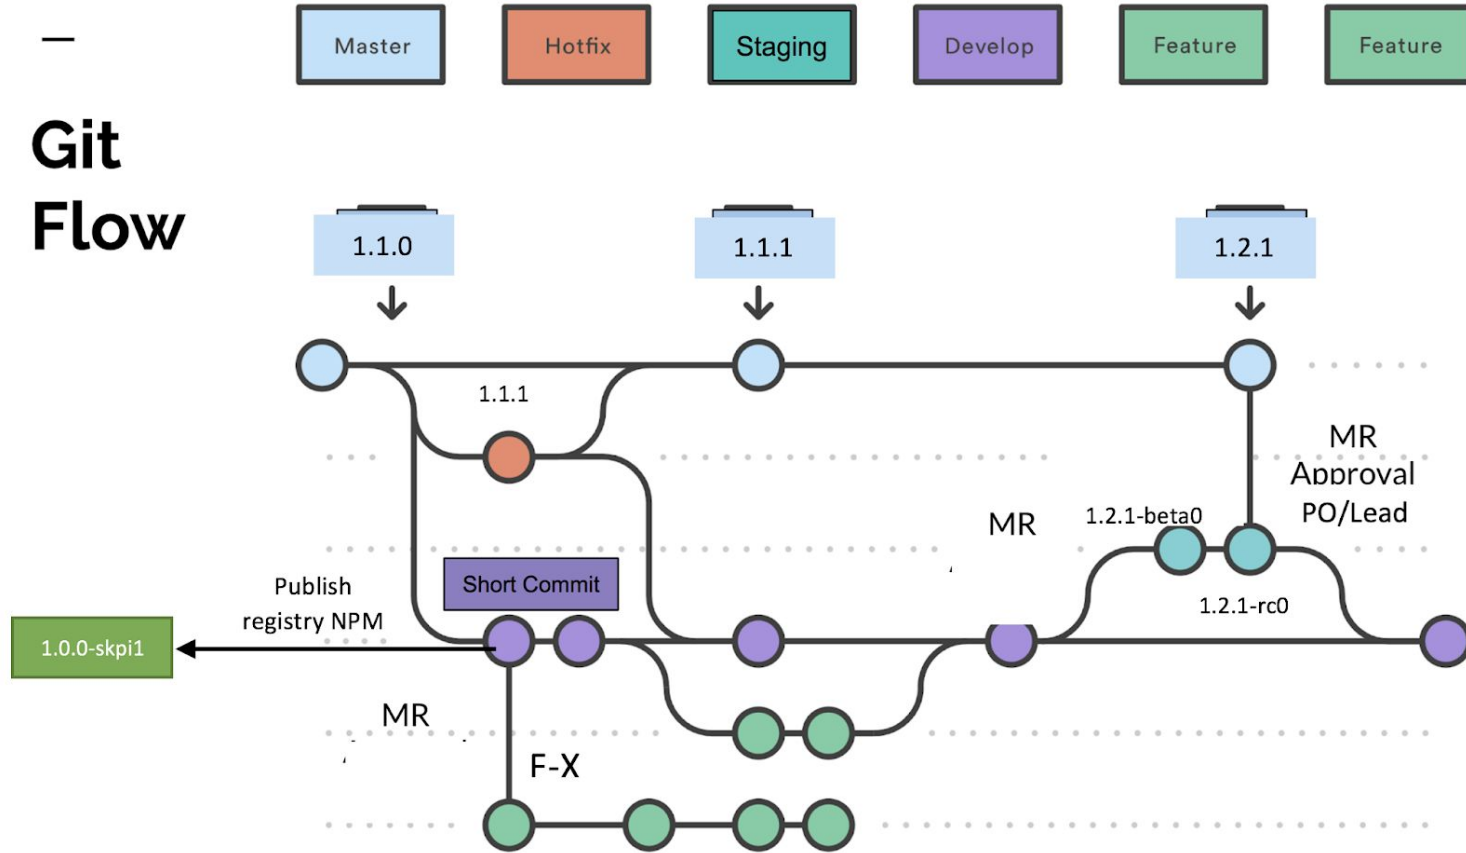 Master
Hotfix
Staging
Develop
Feature
Feature
Git
Flow
1.1.0
1.1.1
1.2.1
1.1.1
MR
Approval
PO/Lead
MR
1.2.1-beta0
Short Commit
Publish
registry NPM
1.2.1-rc0
1.0.0-skpi1
MR
F-X